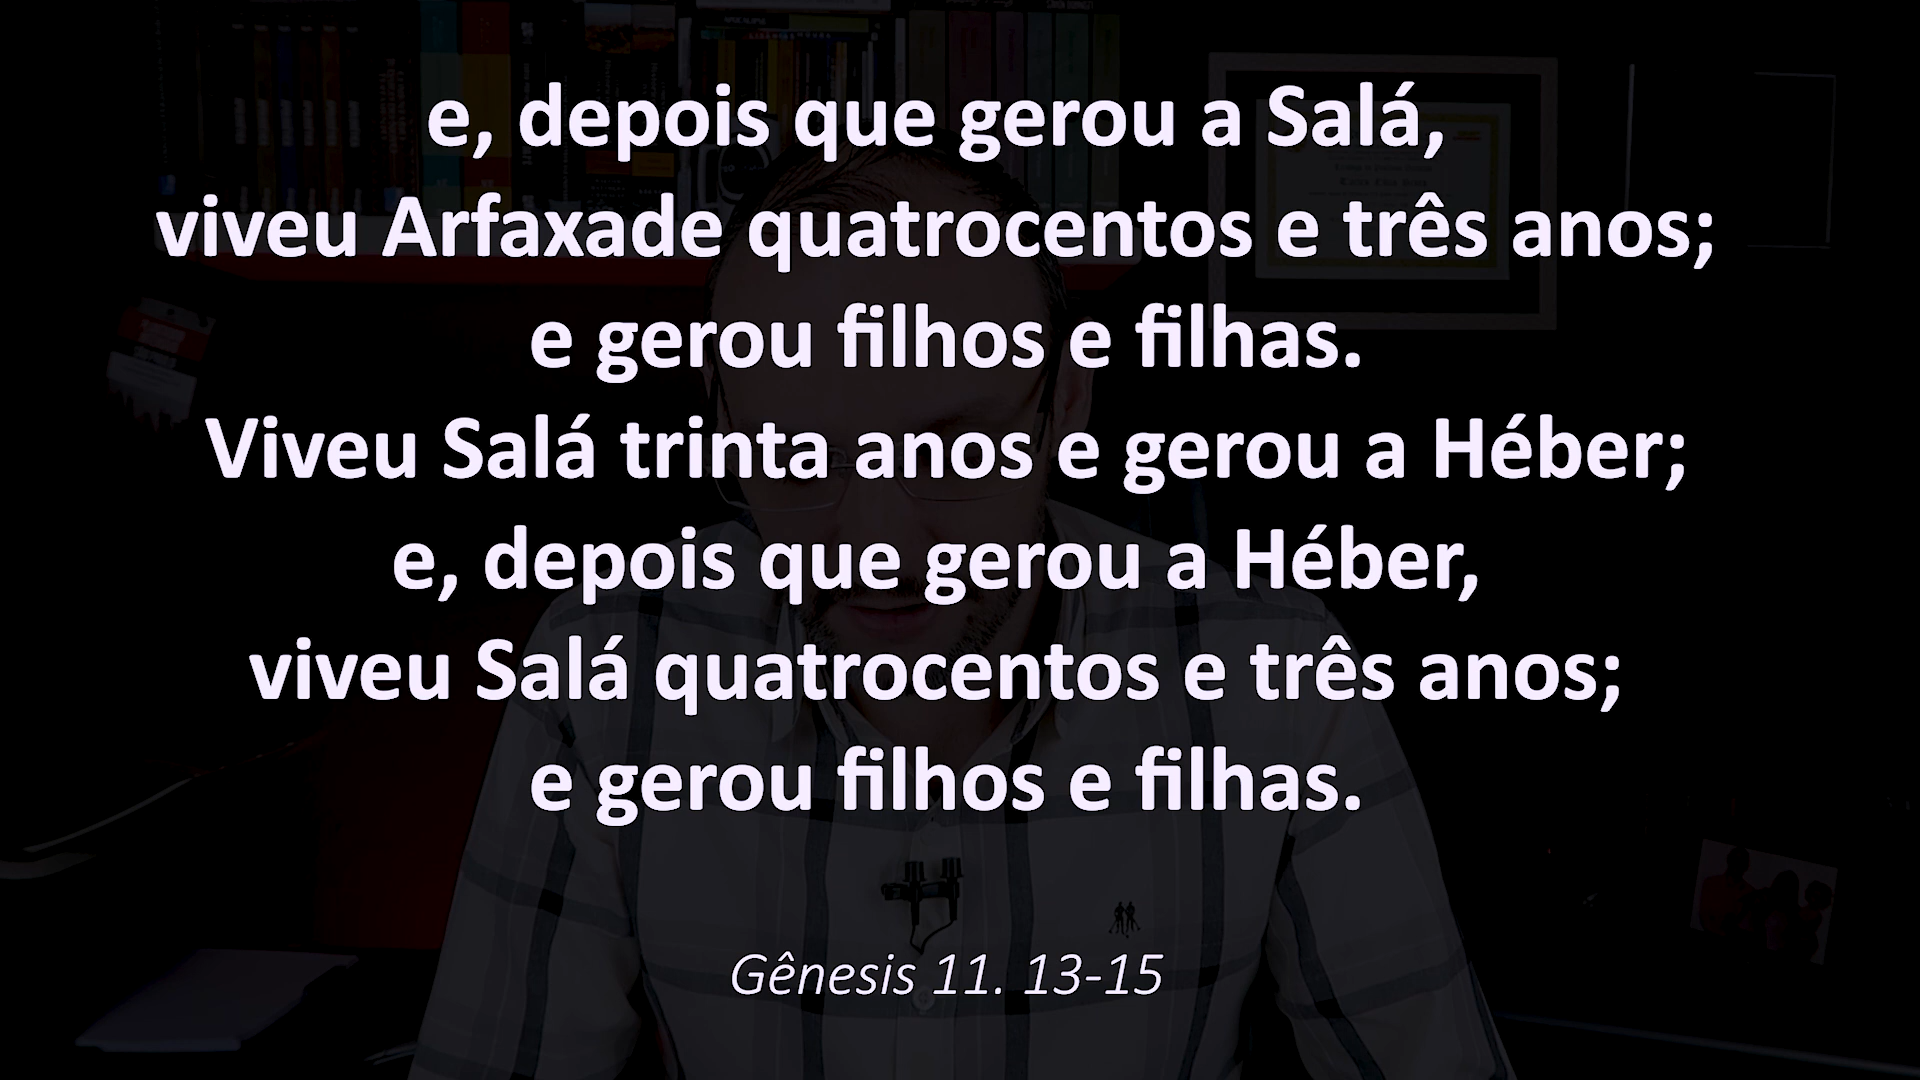 e, depois que gerou a Salá,
viveu Arfaxade quatrocentos e três anos;
e gerou filhos e filhas.
Viveu Salá trinta anos e gerou a Héber;
e, depois que gerou a Héber,
viveu Salá quatrocentos e três anos;
e gerou filhos e filhas.
Gênesis 11. 13-15